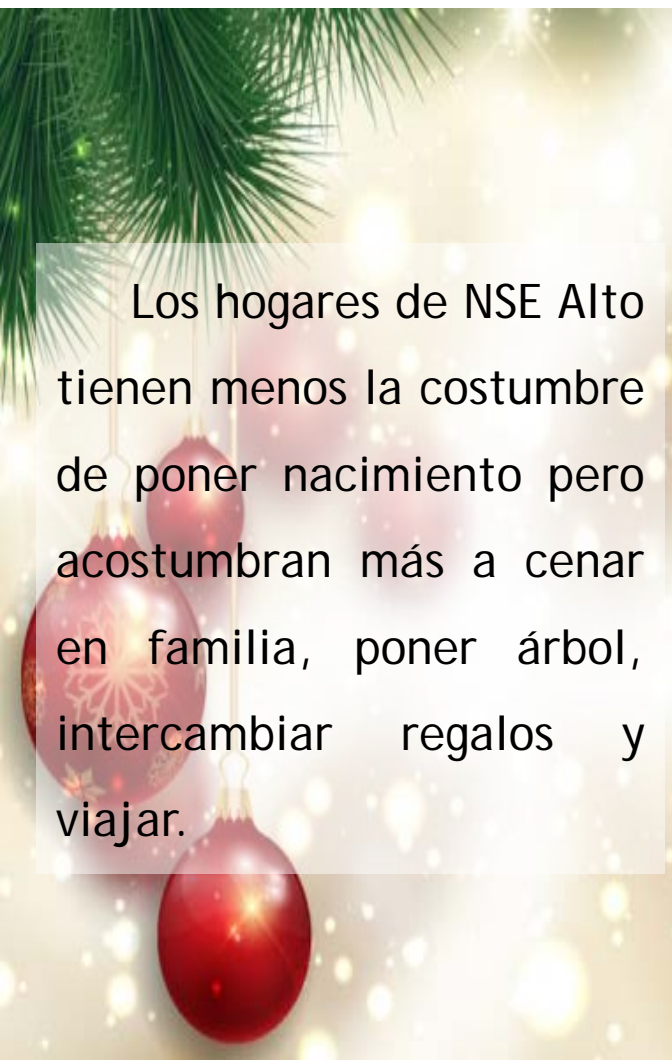 Los hogares de NSE Alto
tienen menos la costumbre
de poner nacimiento pero
acostumbran más a cenar
en familia, poner árbol,
intercambiar regalos y
viajar.